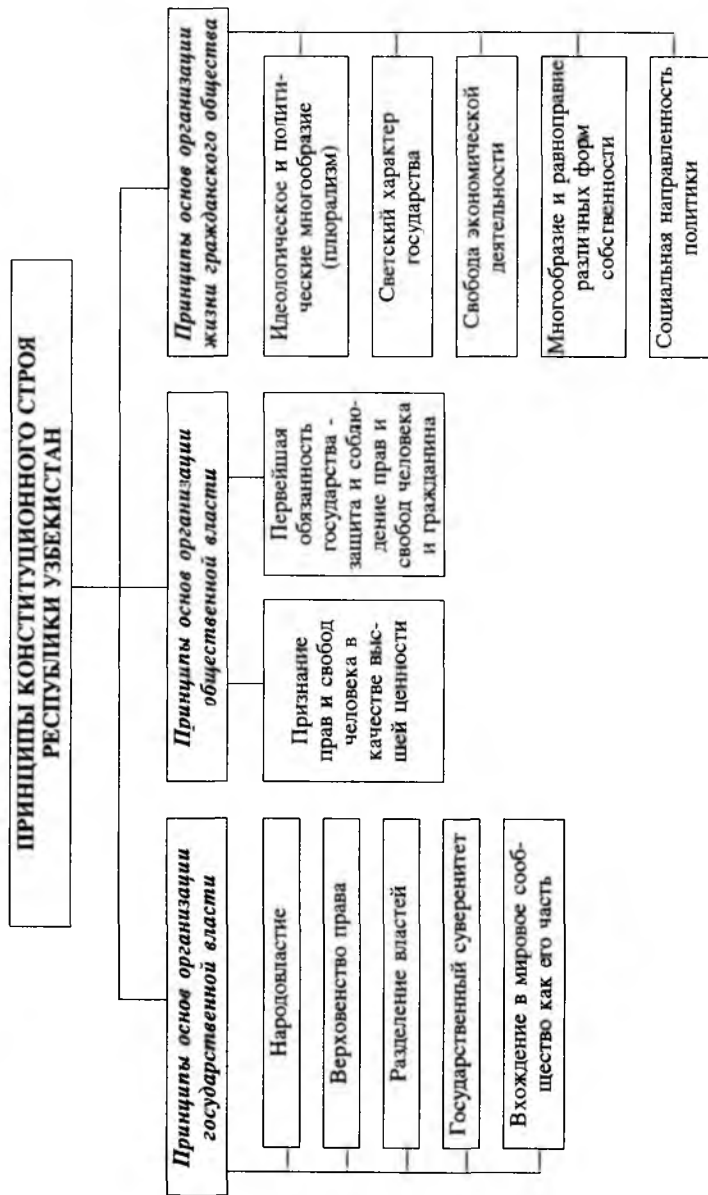 ПРИНЦИПЫ КОНСТИТУЦИОННОГО СТРОЯ
РЕСПУБЛИКИ УЗБЕКИСТАН
Принципы основ организации
государственной власти
Народовластие
Верховенство права
Разделение властей
Государственный суверенитет
Вхождение в мировое сооб-
щество как его часть
Принципы основ организации
общественной власти
Признание
прав и свобод
человека в
качестве выс-
шей ценности
Первейшая
обязанность
государства -
защита и соблю-
дение прав и
свобод человека
и гражданина
Принципы основ организации
жизни гражданского общества
Идеологическое и полити-
ческие многообразие
(плюрализм)
Светский характер
государства
Свобода экономической
деятельности
Многообразие и равноправие
различных форм
собственности
Социальная направленность
политики